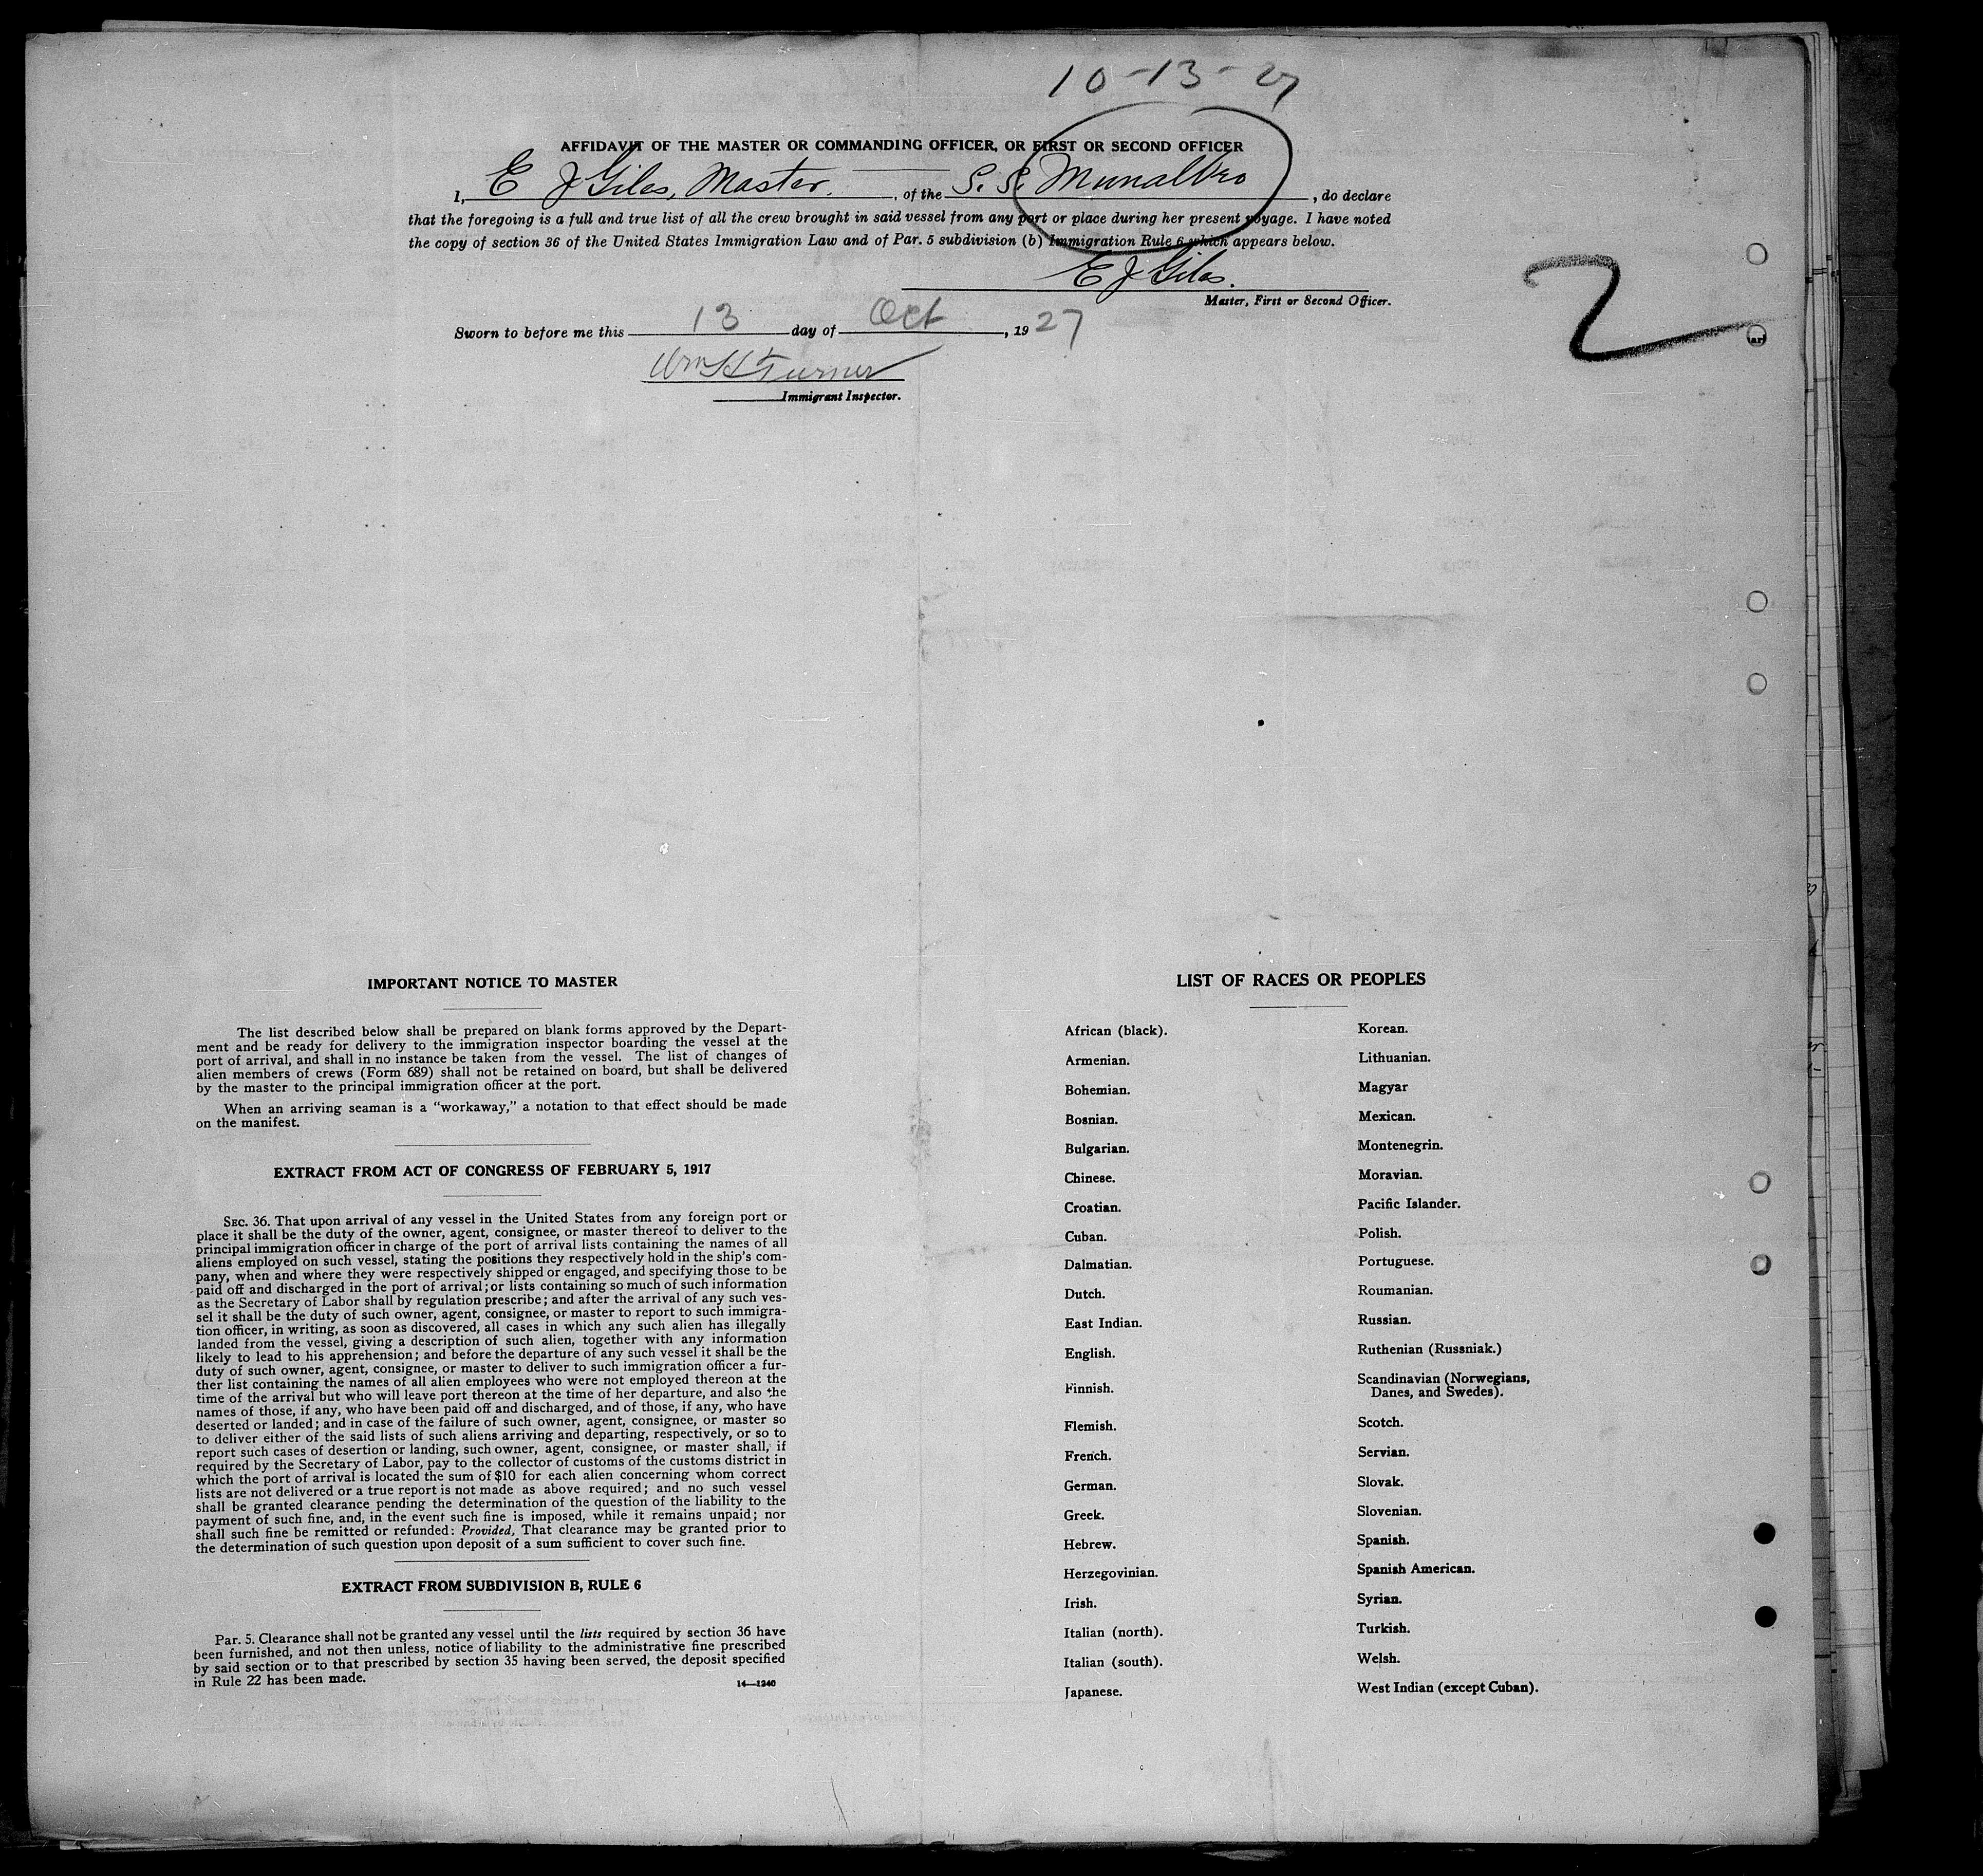 10-13-27
AFFIDAVIT OF THE MASTER OR COMMANDING OFFICER, OR FIRST OR SECOND OFFICER
I, E J Giles, Master. , of the S. S. Munalbro , do declare
that the foregoing is a full and true list of all the crew brought in said vessel from any port or place during her present voyage. I have noted
the copy of section 36 of the United States Immigration Law and of Par. 5 subdivision (b) Immigration Rule 6 which appears below.
E J Giles.
Master, First or Second Officer.
2
Sworn to before me this 13 day of Oct , 19 27
Wm H Turner
Immigrant Inspector.
IMPORTANT NOTICE TO MASTER
The list described below shall be prepared on blank forms approved by the Depart-
ment and be ready for delivery to the immigration inspector boarding the vessel at the
port of arrival, and shall in no instance be taken from the vessel. The list of changes of
alien members of crews (Form 689) shall not be retained on board, but shall be delivered
by the master to the principal immigration officer at the port.
When an arriving seaman is a "workaway," a notation to that effect should be made
on the manifest.
EXTRACT FROM ACT OF CONGRESS OF FEBRUARY 5, 1917
SEC. 36. That upon arrival of any vessel in the United States from any foreign port or
place it shall be the duty of the owner, agent, consignee, or master thereof to deliver to the
principal immigration officer in charge of the port of arrival lists containing the names of all
aliens employed on such vessel, stating the positions they respectively hold in the ship's com-
pany, when and where they were respectively shipped or engaged, and specifying those to be
paid off and discharged in the port of arrival; or lists containing so much of such information
as the Secretary of Labor shall by regulation prescribe; and after the arrival of any such ves-
sel it shall be the duty of such owner, agent, consignee, or master to report to such immigra-
tion officer, in writing, as soon as discovered, all cases in which any such alien has illegally
landed from the vessel, giving a description of such alien, together with any information
likely to lead to his apprehension; and before the departure of any such vessel it shall be the
duty of such owner, agent, consignee, or master to deliver to such immigration officer a fur-
ther list containing the names of all alien employees who were not employed thereon at the
time of the arrival but who will leave port thereon at the time of her departure, and also the
names of those, if any, who have been paid off and discharged, and of those, if any, who have
deserted or landed; and in case of the failure of such owner, agent, consignee, or master so
to deliver either of the said lists of such aliens arriving and departing, respectively, or so to
report such cases of desertion or landing, such owner, agent, consignee, or master shall, if
required by the Secretary of Labor, pay to the collector of customs of the customs district in
which the port of arrival is located the sum of $10 for each alien concerning whom correct
lists are not delivered or a true report is not made as above required; and no such vessel
shall be granted clearance pending the determination of the question of the liability to the
payment of such fine, and, in the event such fine is imposed, while it remains unpaid; nor
shall such fine be remitted or refunded: Provided, That clearance may be granted prior to
the determination of such question upon deposit of a sum sufficient to cover such fine.
EXTRACT FROM SUBDIVISION B, RULE 6
Par. 5. Clearance shall not be granted any vessel until the lists required by section 36 have
been furnished, and not then unless, notice of liability to the administrative fine prescribed
by said section or to that prescribed by section 35 having been served, the deposit specified
in Rule 22 has been made.
14—1240
LIST OF RACES OR PEOPLES
African (black).
Armenian.
Bohemian.
Bosnian.
Bulgarian.
Chinese.
Croatian.
Cuban.
Dalmatian.
Dutch.
East Indian.
English.
Finnish.
Flemish.
French.
German.
Greek.
Hebrew.
Herzegovinian.
Irish.
Italian (north).
Italian (south).
Japanese.
Korean.
Lithuanian.
Magyar
Mexican.
Montenegrin.
Moravian.
Pacific Islander.
Polish.
Portuguese.
Roumanian.
Russian.
Ruthenian (Russniak.)
Scandinavian (Norwegians,
Danes, and Swedes).
Scotch.
Servian.
Slovak.
Slovenian.
Spanish.
Spanish American.
Syrian.
Turkish.
Welsh.
West Indian (except Cuban).